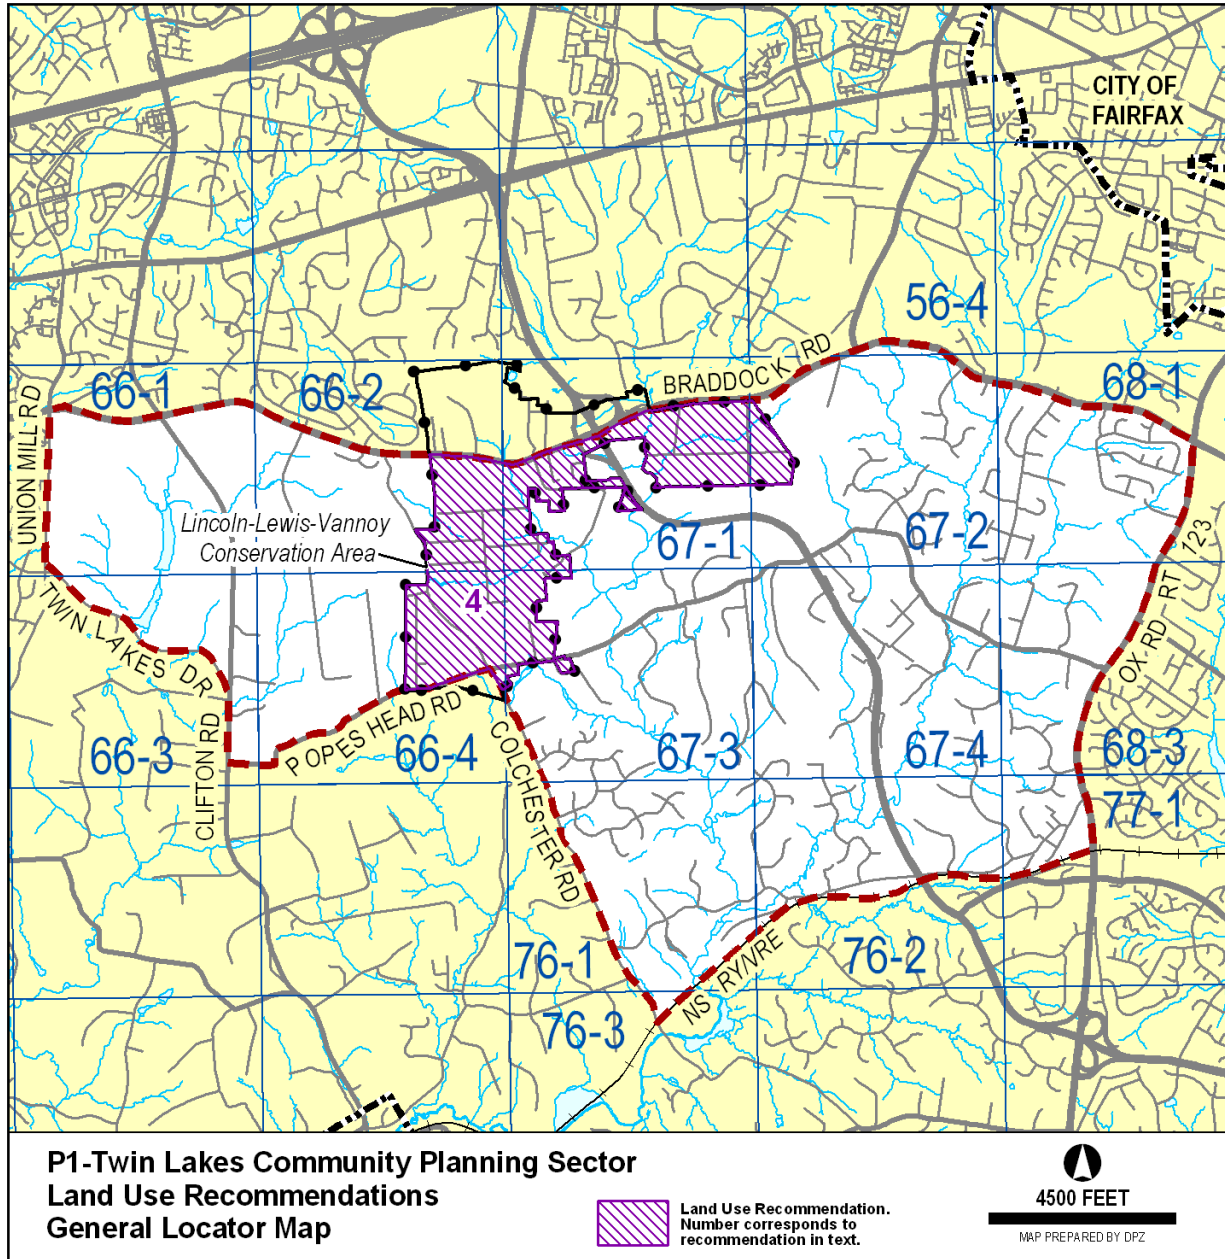 CITY OF
FAIRFAX
56-4
BRADDOCK RD
66-1
66-2
68-1
UNION MILL RD
Lincoln-Lewis-Vannoy
Conservation Area
67-1
67-2
123
OX RD RT
4
TWIN LAKES DR
CLIFTON RD
POPES HEAD RD
COLCHESTER RD
66-3
66-4
67-3
67-4
68-3
77-1
76-1
76-2
NS RY/VRE
76-3
P1-Twin Lakes Community Planning Sector
Land Use Recommendations
General Locator Map
Land Use Recommendation.
Number corresponds to
recommendation in text.
4500 FEET
MAP PREPARED BY DPZ